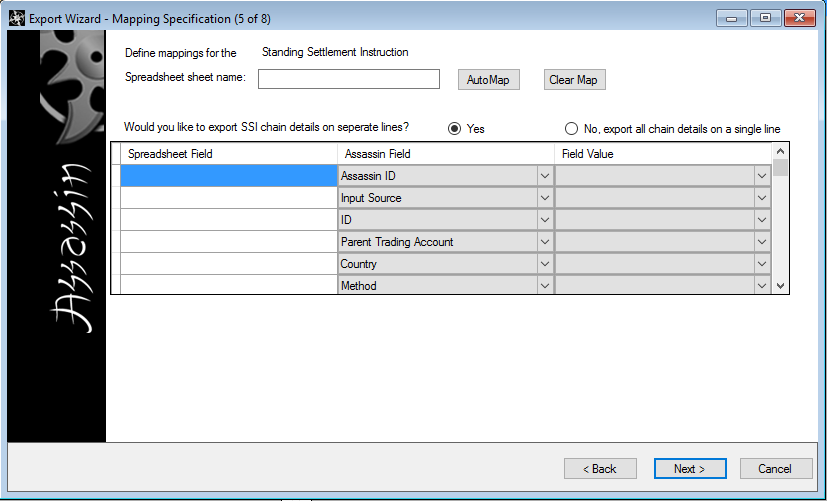 Export Wizard - Mapping Specification (5 of 8)
Define mappings for the Standing Settlement Instruction
Spreadsheet sheet name: AutoMap Clear Map
Would you like to export SSI chain details on seperate lines? Yes No, export all chain details on a single line
Spreadsheet Field Assassin Field Field Value
Assassin ID
Input Source
ID
Parent Trading Account
Country
Method
Assassin
< Back Next > Cancel